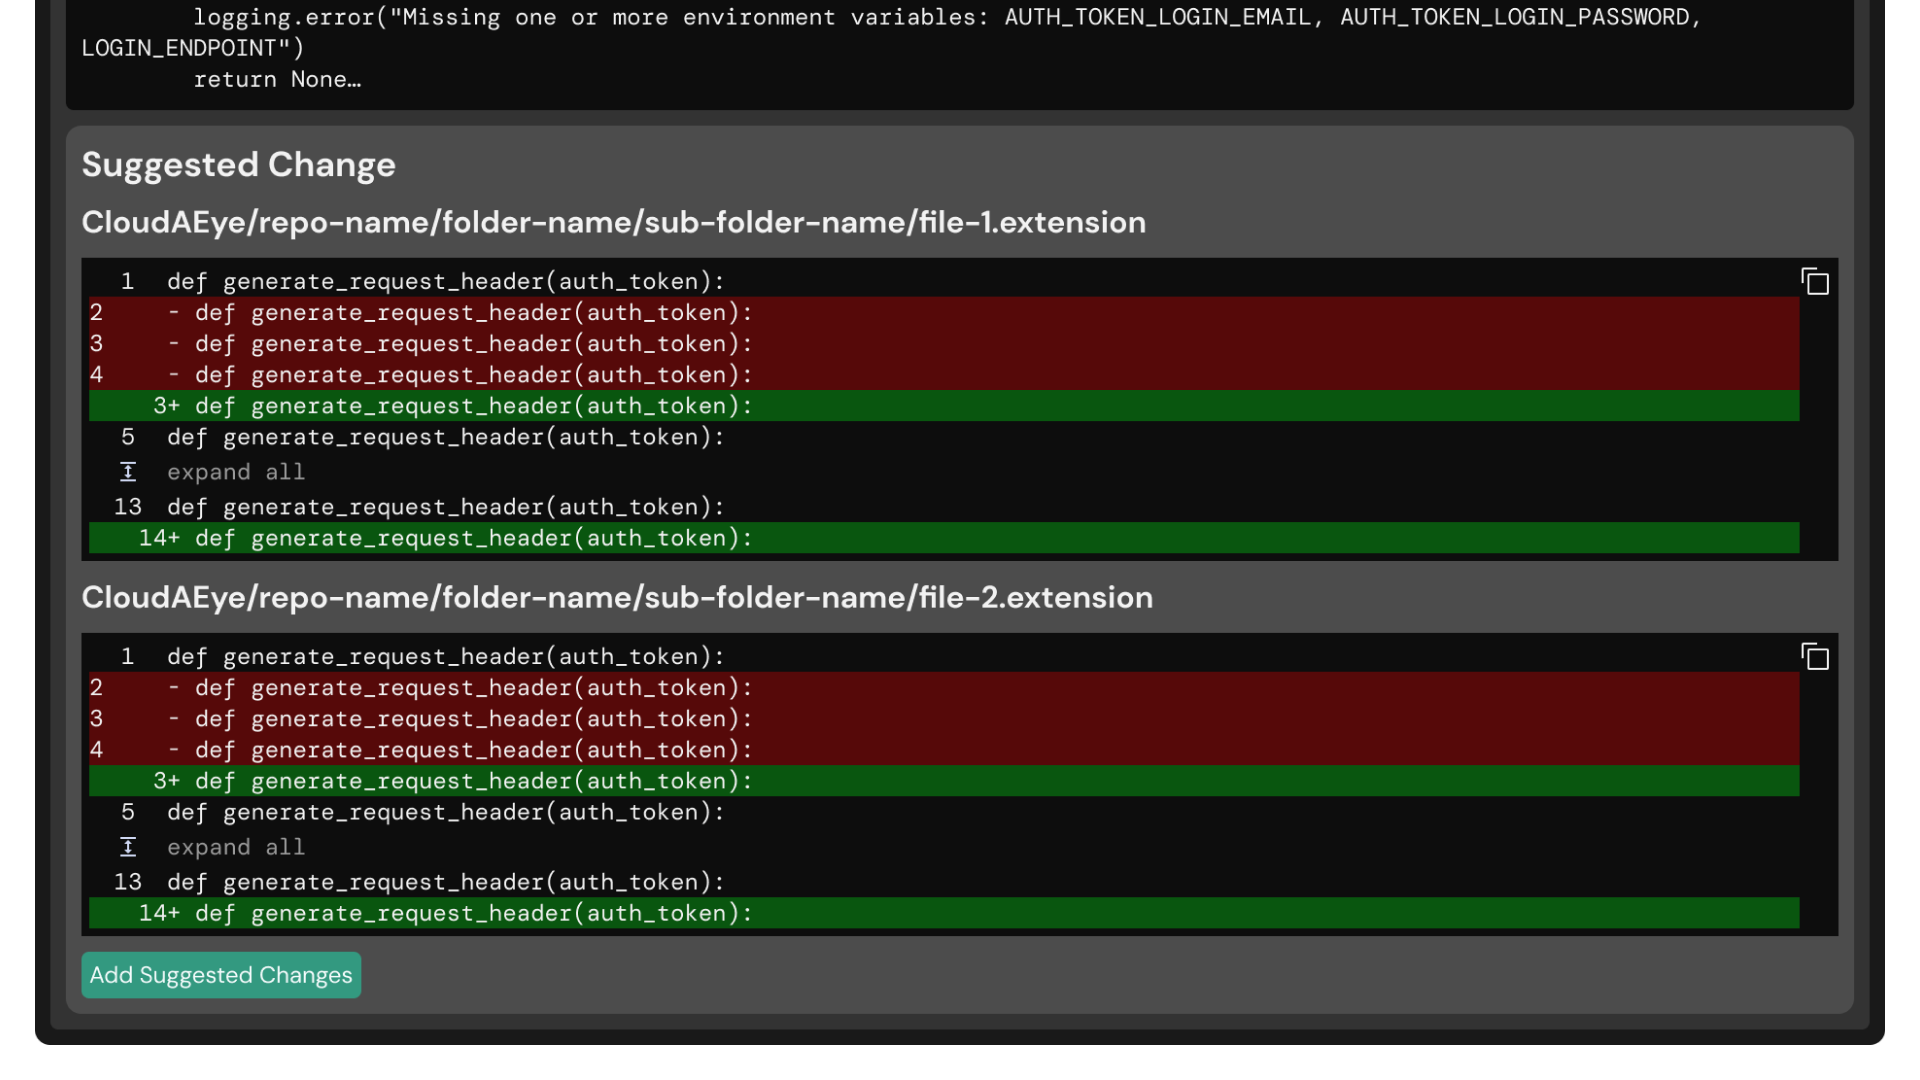 logging.error("Missing one or more environment variables: AUTH_TOKEN_LOGIN_EMAIL, AUTH_TOKEN_LOGIN_PASSWORD,
LOGIN_ENDPOINT")
return None…
Suggested Change
CloudAEye/repo-name/folder-name/sub-folder-name/file-1.extension
1 def generate_request_header(auth_token):
2 - def generate_request_header(auth_token):
3 - def generate_request_header(auth_token):
4 - def generate_request_header(auth_token):
3+ def generate_request_header(auth_token):
5 def generate_request_header(auth_token):
expand all
13 def generate_request_header(auth_token):
14+ def generate_request_header(auth_token):
CloudAEye/repo-name/folder-name/sub-folder-name/file-2.extension
1 def generate_request_header(auth_token):
2 - def generate_request_header(auth_token):
3 - def generate_request_header(auth_token):
4 - def generate_request_header(auth_token):
3+ def generate_request_header(auth_token):
5 def generate_request_header(auth_token):
expand all
13 def generate_request_header(auth_token):
14+ def generate_request_header(auth_token):
Add Suggested Changes